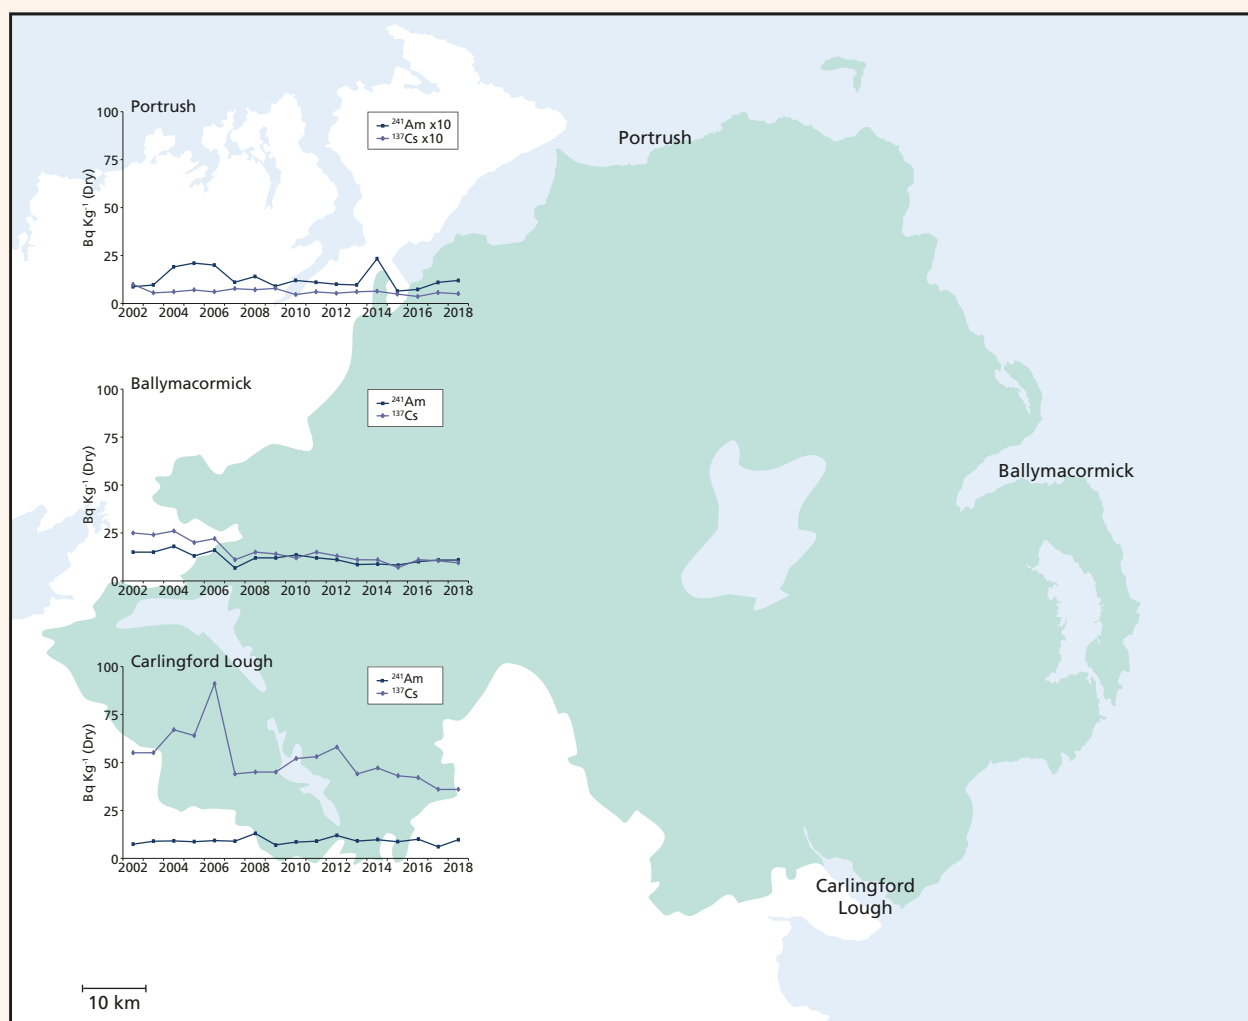 Portrush
100
75
50
25
0
Bq Kg⁻¹ (Dry)
²⁴¹Am x10
¹³⁷Cs x10
2002 2004 2006 2008 2010 2012 2014 2016 2018
Portrush
Ballymacormick
100
75
50
25
0
Bq Kg⁻¹ (Dry)
²⁴¹Am
¹³⁷Cs
2002 2004 2006 2008 2010 2012 2014 2016 2018
Ballymacormick
Carlingford Lough
100
75
50
25
0
Bq Kg⁻¹ (Dry)
²⁴¹Am
¹³⁷Cs
2002 2004 2006 2008 2010 2012 2014 2016 2018
Carlingford
Lough
10 km